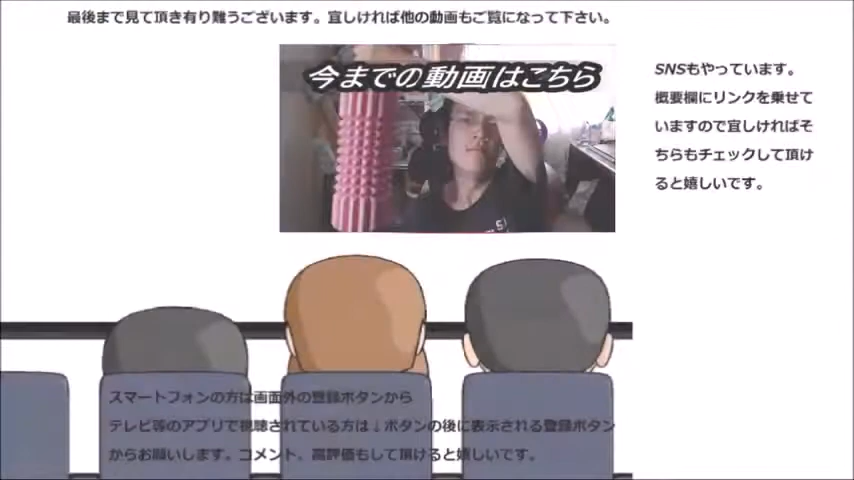 最後まで見て頂き有り難うございます。宜しければ他の動画もご覧になって下さい。
今までの動画はこちら
SNSもやっています。
概要欄にリンクを乗せて
いますので宜しければそ
ちらもチェックして頂け
ると嬉しいです。
スマートフォンの方は画面外の登録ボタンから
テレビ等のアプリで視聴されている方は↓ボタンの後に表示される登録ボタン
からお願いします。コメント、高評価もして頂けると嬉しいです。